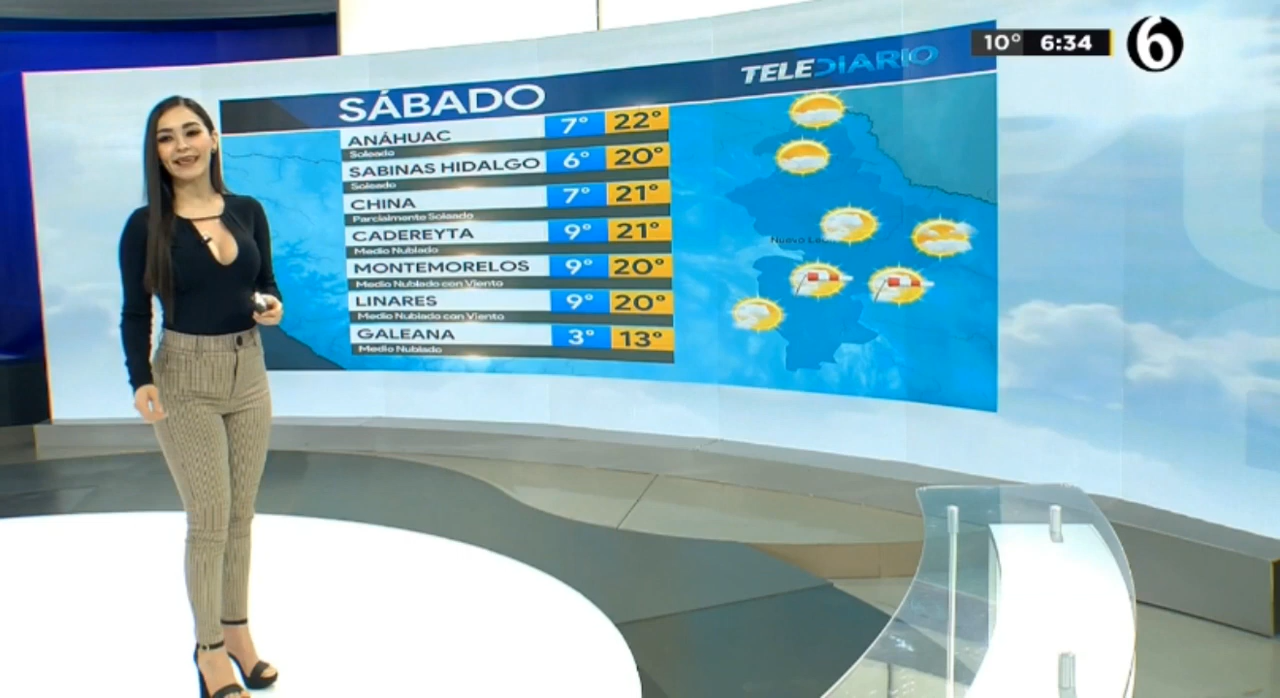 10° 6:34 6
TELEDIARIO
SÁBADO
ANÁHUAC 7° 22°
Soleado
SABINAS HIDALGO 6° 20°
Soleado
CHINA 7° 21°
Parcialmente Soleado
CADEREYTA 9° 21°
Medio Nublado
MONTEMORELOS 9° 20°
Medio Nublado con Viento
LINARES 9° 20°
Medio Nublado con Viento
GALEANA 3° 13°
Medio Nublado
Nuevo León